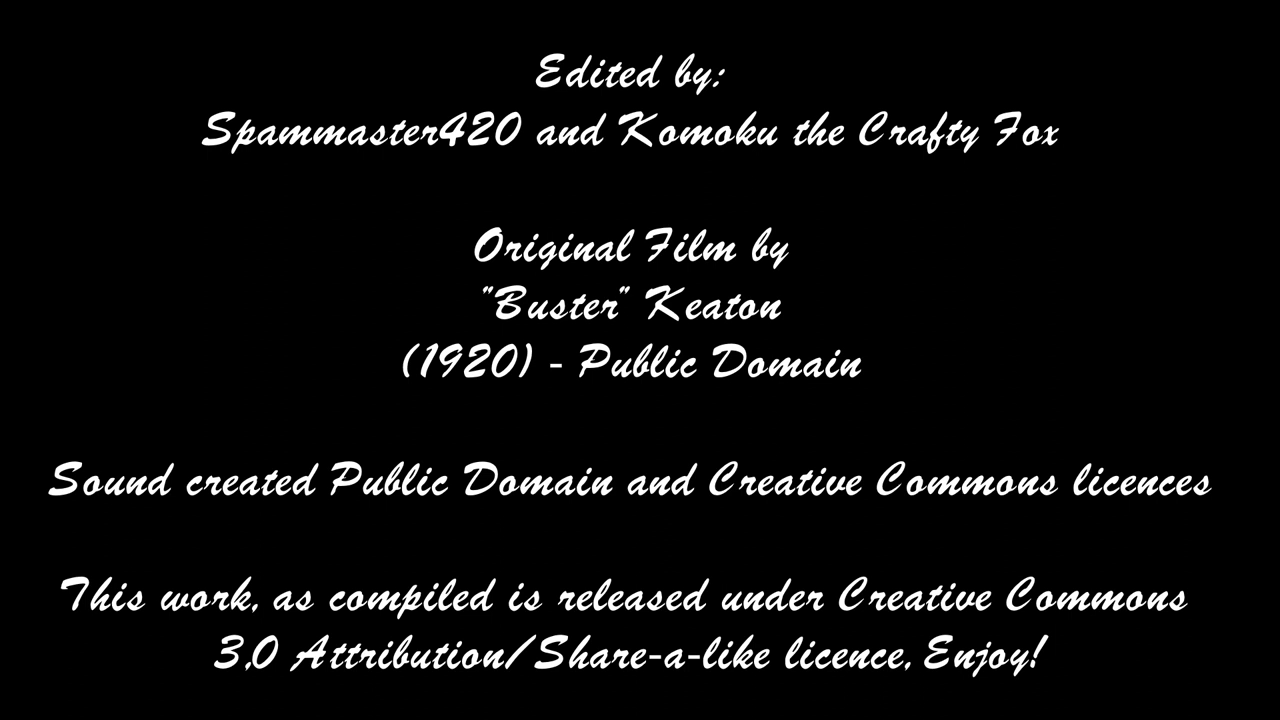 Edited by:
Spammaster420 and Komoku the Crafty Fox
Original Film by
"Buster" Keaton
(1920) - Public Domain
Sound created Public Domain and Creative Commons licences
This work, as compiled is released under Creative Commons
3,0 Attribution/Share-a-like licence, Enjoy!